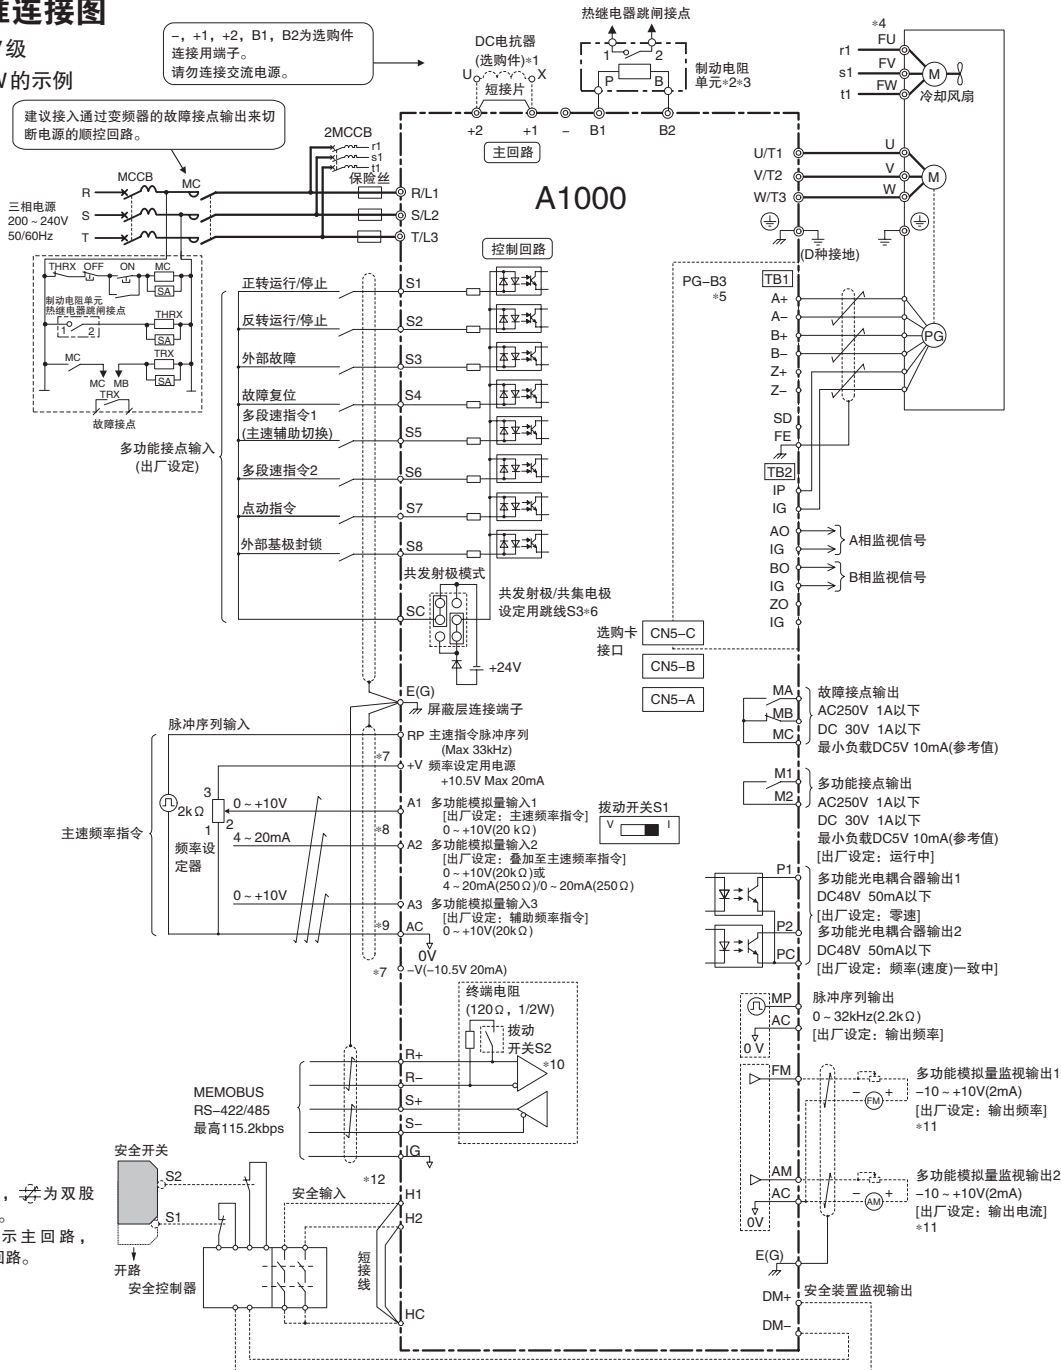 连接图
级
的示例
-, +1, +2, B1, B2为选购件
连接用端子。
请勿连接交流电源。
建议接入通过变频器的故障接点输出来切
断电源的顺控回路。
DC电抗器
(选购件)*1
U
X
短接片
热继电器跳闸接点
1
2
P
B
制动电阻
单元*2*3
*4
r1
FU
s1
FV
t1
FW
M
冷却风扇
+2
+1
-
B1
B2
主回路
2MCCB
r1
s1
t1
保险丝
MCCB
MC
三相电源
200~240V
50/60Hz
R
S
T
R/L1
S/L2
T/L3
A1000
U/T1
V/T2
W/T3
U
V
W
M
(D种接地)
THRX
OFF
ON
MC
SA
制动电阻单元
热继电器跳闸接点
1
2
THRX
SA
MC
TRX
SA
MC
MB
TRX
故障接点
控制回路
多功能接点输入
(出厂设定)
正转运行/停止
S1
反转运行/停止
S2
外部故障
S3
故障复位
S4
多段速指令1
(主速辅助切换)
S5
多段速指令2
S6
点动指令
S7
外部基极封锁
S8
共发射极模式
SC
共发射极/共集电极
设定用跳线S3*6
+24V
PG-B3
*5
TB1
A+
A-
B+
B-
Z+
Z-
SD
FE
PG
TB2
IP
IG
AO
IG
A相监视信号
BO
IG
B相监视信号
ZO
IG
选购卡
接口
CN5-C
CN5-B
CN5-A
E(G)
屏蔽层连接端子
脉冲序列输入
RP 主速指令脉冲序列
(Max 33kHz)
*7
+V 频率设定用电源
+10.5V Max 20mA
主速频率指令
3
2kΩ
1
2
频率设
定器
0~+10V
A1 多功能模拟量输入1
[出厂设定:主速频率指令]
0~+10V(20 kΩ)
*8
4~20mA
A2 多功能模拟量输入2
[出厂设定:叠加至主速频率指令]
0~+10V(20kΩ)或
4~20mA(250Ω)/0~20mA(250Ω)
0~+10V
A3 多功能模拟量输入3
[出厂设定:辅助频率指令]
0~+10V(20kΩ)
*9
AC
0V
*7
-V(-10.5V 20mA)
拨动开关S1
V
I
MA
MB
MC
故障接点输出
AC250V 1A以下
DC 30V 1A以下
最小负载DC5V 10mA(参考值)
M1
M2
多功能接点输出
AC250V 1A以下
DC 30V 1A以下
最小负载DC5V 10mA(参考值)
[出厂设定:运行中]
P1
多功能光电耦合器输出1
DC48V 50mA以下
[出厂设定:零速]
P2
PC
多功能光电耦合器输出2
DC48V 50mA以下
[出厂设定:频率(速度)一致中]
MP
AC
0 V
脉冲序列输出
0~32kHz(2.2kΩ)
[出厂设定:输出频率]
终端电阻
(120Ω,1/2W)
拨动
开关S2
*10
MEMOBUS
RS-422/485
最高115.2kbps
R+
R-
S+
S-
IG
FM
- FM +
多功能模拟量监视输出1
-10~+10V(2mA)
[出厂设定:输出频率]
*11
AM
AC
0V
- AM +
多功能模拟量监视输出2
-10~+10V(2mA)
[出厂设定:输出电流]
*11
E(G)
安全开关
S2
S1
开路
安全控制器
*12
安全输入
H1
H2
短接线
HC
DM+
DM-
安全装置监视输出
,为双股
。
示主回路,
回路。